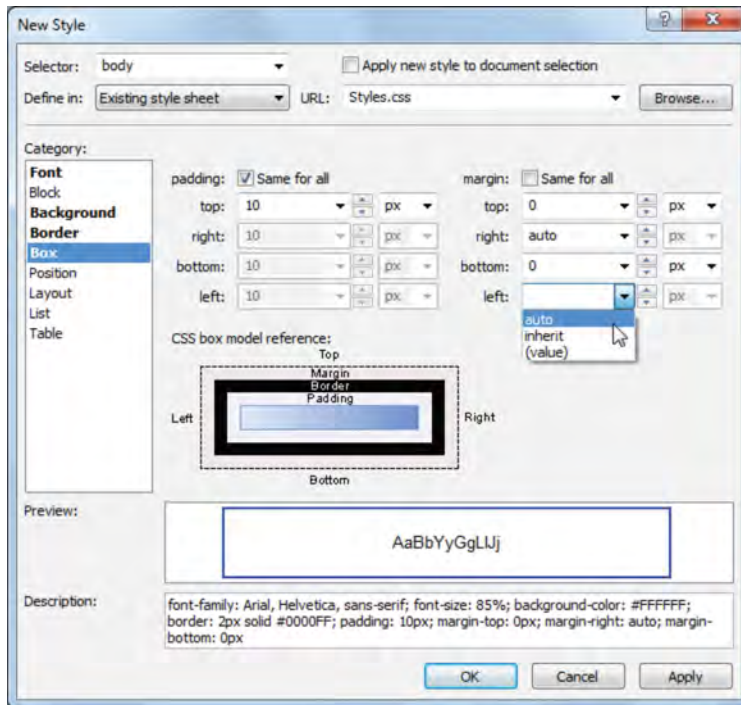 New Style
Selector: body Apply new style to document selection
Define in: Existing style sheet URL: Styles.css Browse...
Category:
Font
Block
Background
Border
Box
Position
Layout
List
Table
padding: Same for all
top: 10 px
right: 10 px
bottom: 10 px
left: 10 px
margin: Same for all
top: 0 px
right: auto px
bottom: 0 px
left: px
auto
inherit
(value)
CSS box model reference:
Top
Margin
Border
Padding
Left
Right
Bottom
Preview:
AaBbYyGgLlJj
Description:
font-family: Arial, Helvetica, sans-serif; font-size: 85%; background-color: #FFFFFF;
border: 2px solid #0000FF; padding: 10px; margin-top: 0px; margin-right: auto; margin-
bottom: 0px
OK Cancel Apply